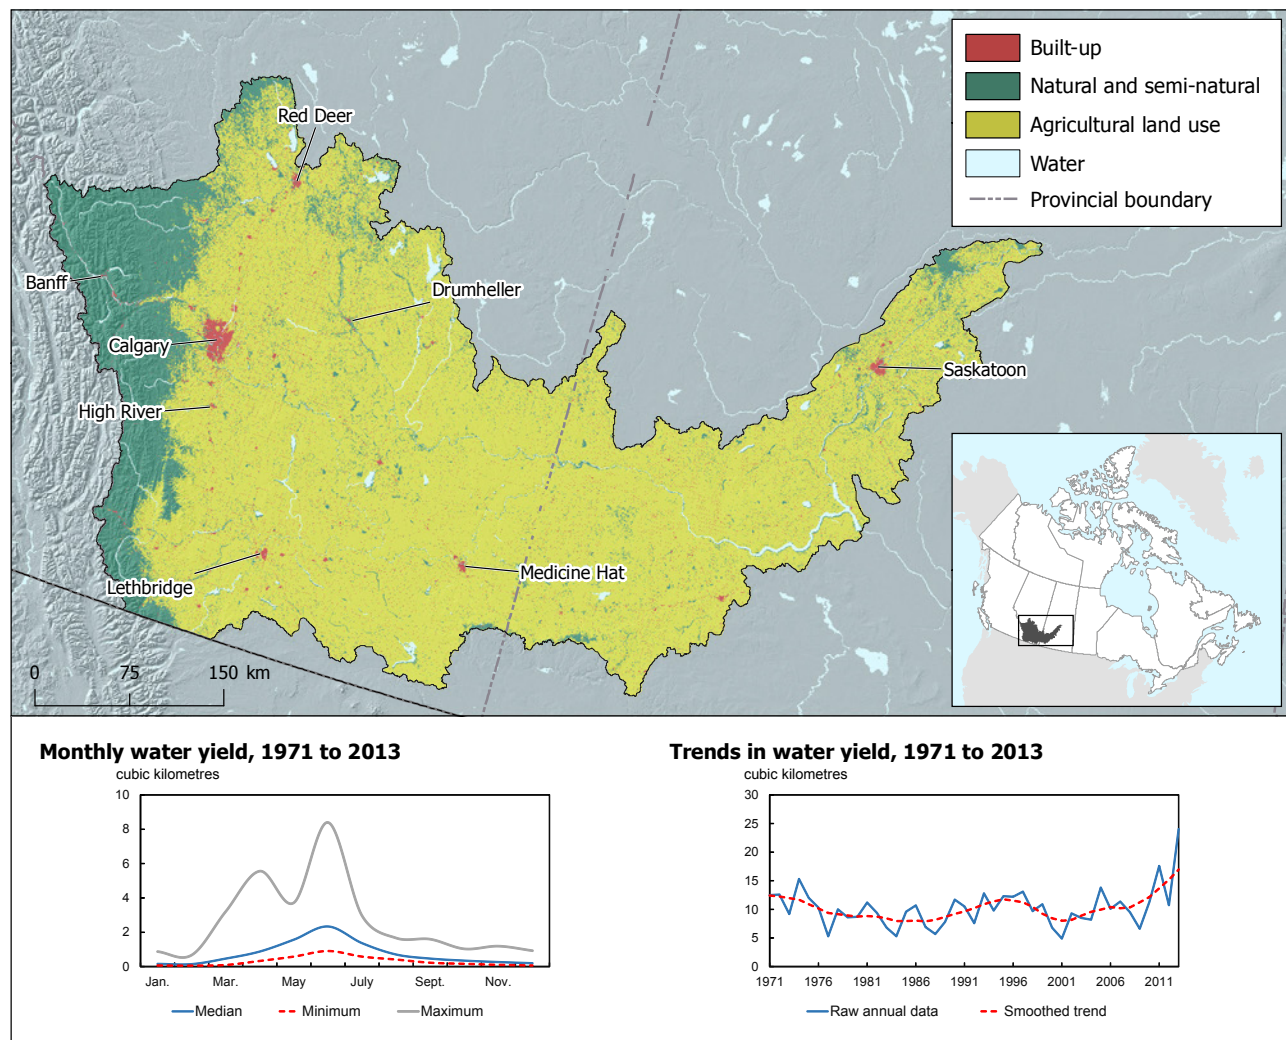 Built-up
Natural and semi-natural
Agricultural land use
Water
Provincial boundary
Red Deer
Banff
Drumheller
Calgary
Saskatoon
High River
Medicine Hat
Lethbridge
0 75 150 km
Monthly water yield, 1971 to 2013
cubic kilometres
10
8
6
4
2
0
Jan. Mar. May July Sept. Nov.
Median Minimum Maximum
Trends in water yield, 1971 to 2013
cubic kilometres
30
25
20
15
10
5
0
1971 1976 1981 1986 1991 1996 2001 2006 2011
Raw annual data Smoothed trend